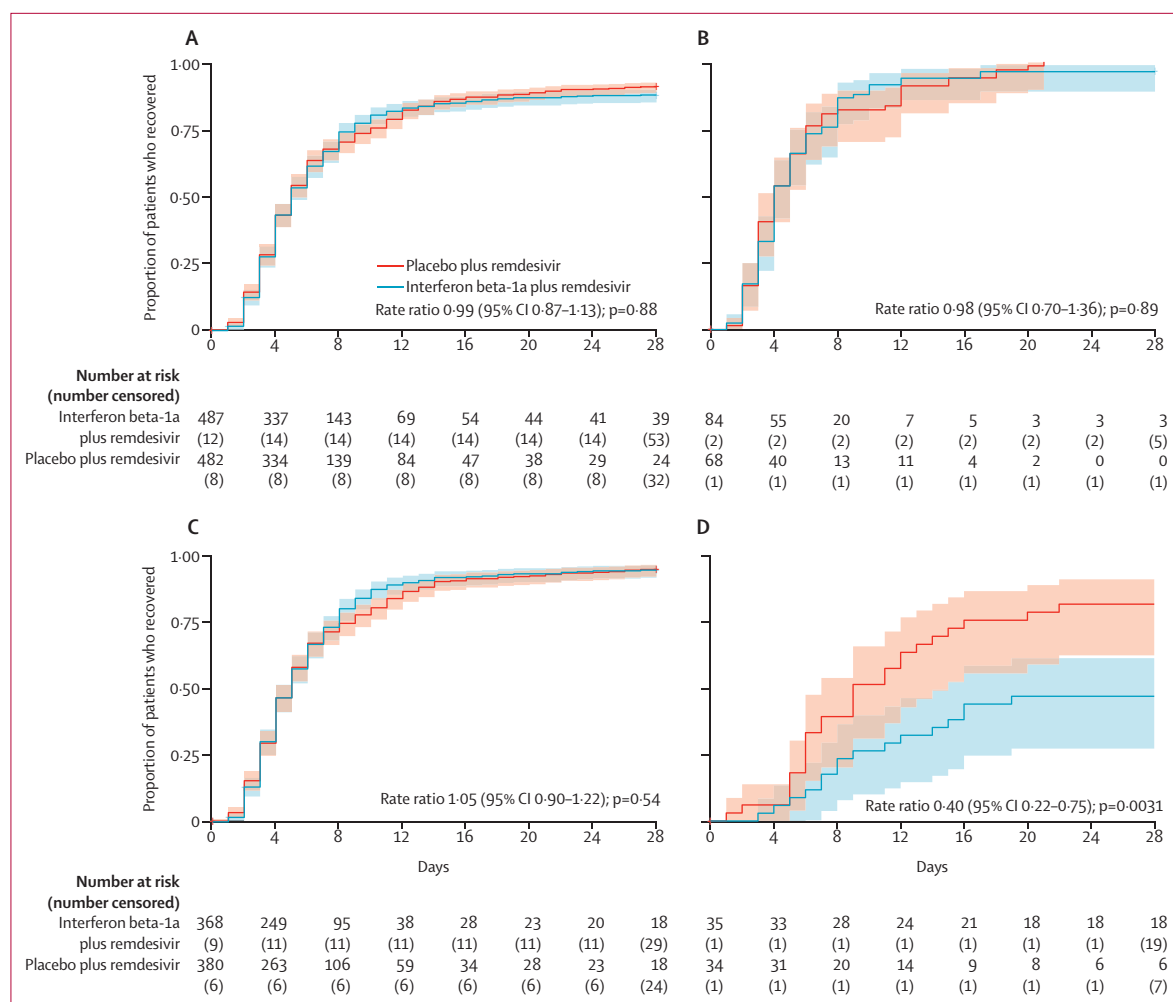 A
B
1·00
0·75
0·50
0·25
0
Proportion of patients who recovered
Placebo plus remdesivir
Interferon beta-1a plus remdesivir
Rate ratio 0·99 (95% CI 0·87–1·13); p=0·88
Rate ratio 0·98 (95% CI 0·70–1·36); p=0·89
0 4 8 12 16 20 24 28 0 4 8 12 16 20 24 28
Number at risk
(number censored)
Interferon beta-1a 487 337 143 69 54 44 41 39 84 55 20 7 5 3 3 3
plus remdesivir (12) (14) (14) (14) (14) (14) (14) (53) (2) (2) (2) (2) (2) (2) (2) (5)
Placebo plus remdesivir 482 334 139 84 47 38 29 24 68 40 13 11 4 2 0 0
(8) (8) (8) (8) (8) (8) (8) (32) (1) (1) (1) (1) (1) (1) (1) (1)
C
D
1·00
0·75
0·50
0·25
0
Proportion of patients who recovered
Rate ratio 1·05 (95% CI 0·90–1·22); p=0·54
Rate ratio 0·40 (95% CI 0·22–0·75); p=0·0031
0 4 8 12 16 20 24 28 0 4 8 12 16 20 24 28
Days
Days
Number at risk
(number censored)
Interferon beta-1a 368 249 95 38 28 23 20 18 35 33 28 24 21 18 18 18
plus remdesivir (9) (11) (11) (11) (11) (11) (11) (29) (1) (1) (1) (1) (1) (1) (1) (19)
Placebo plus remdesivir 380 263 106 59 34 28 23 18 34 31 20 14 9 8 6 6
(6) (6) (6) (6) (6) (6) (6) (24) (1) (1) (1) (1) (1) (1) (1) (7)